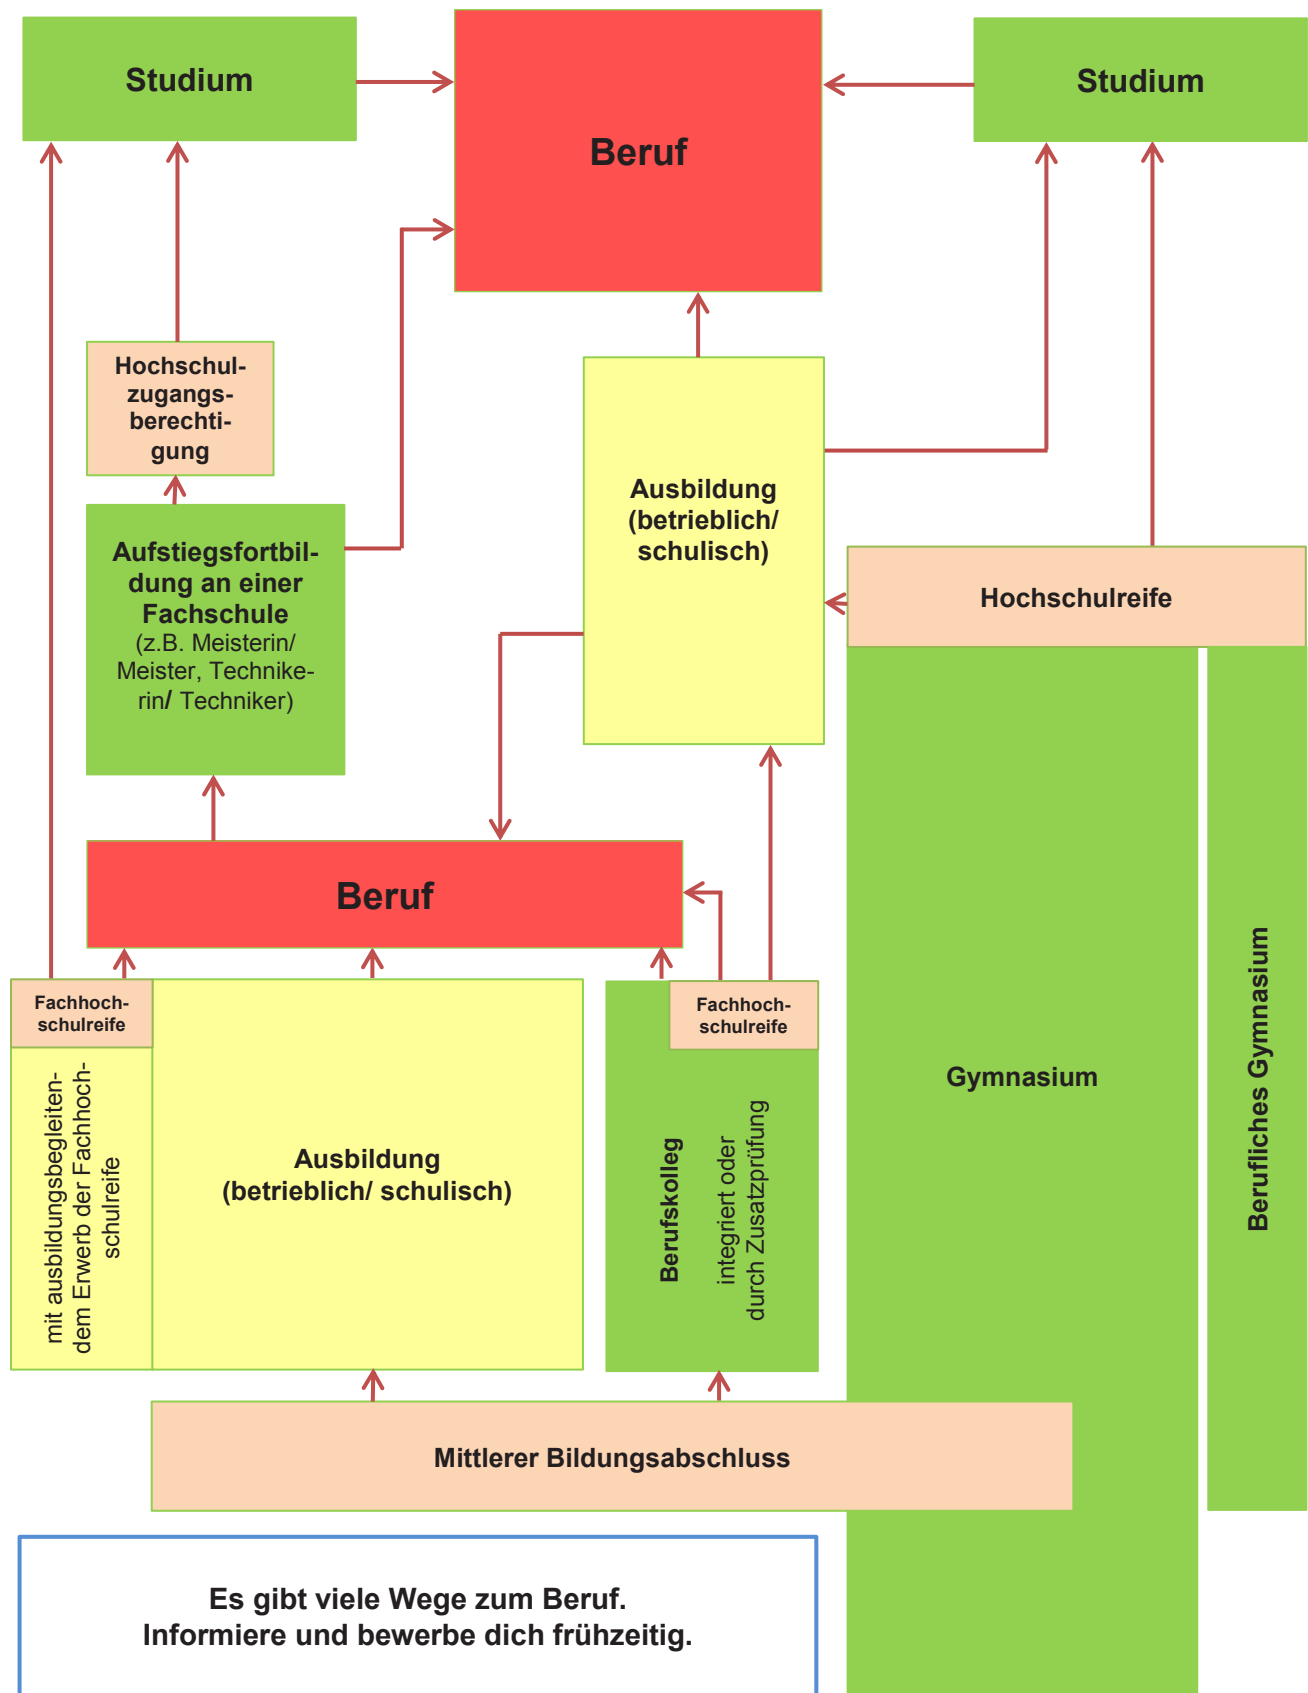 Studium
Beruf
Studium
Hochschul-
zugangs-
berechti-
gung
Ausbildung
(betrieblich/
schulisch)
Aufstiegsfortbil-
dung an einer
Fachschule
(z.B. Meisterin/
Meister, Technike-
rin/ Techniker)
Hochschulreife
Beruf
Fachhoch-
schulreife
mit ausbildungsbegleiten-
dem Erwerb der Fachhoch-
schulreife
Ausbildung
(betrieblich/ schulisch)
Fachhoch-
schulreife
Berufskolleg
integriert oder
durch Zusatzprüfung
Gymnasium
Berufliches Gymnasium
Mittlerer Bildungsabschluss
Es gibt viele Wege zum Beruf.
Informiere und bewerbe dich frühzeitig.